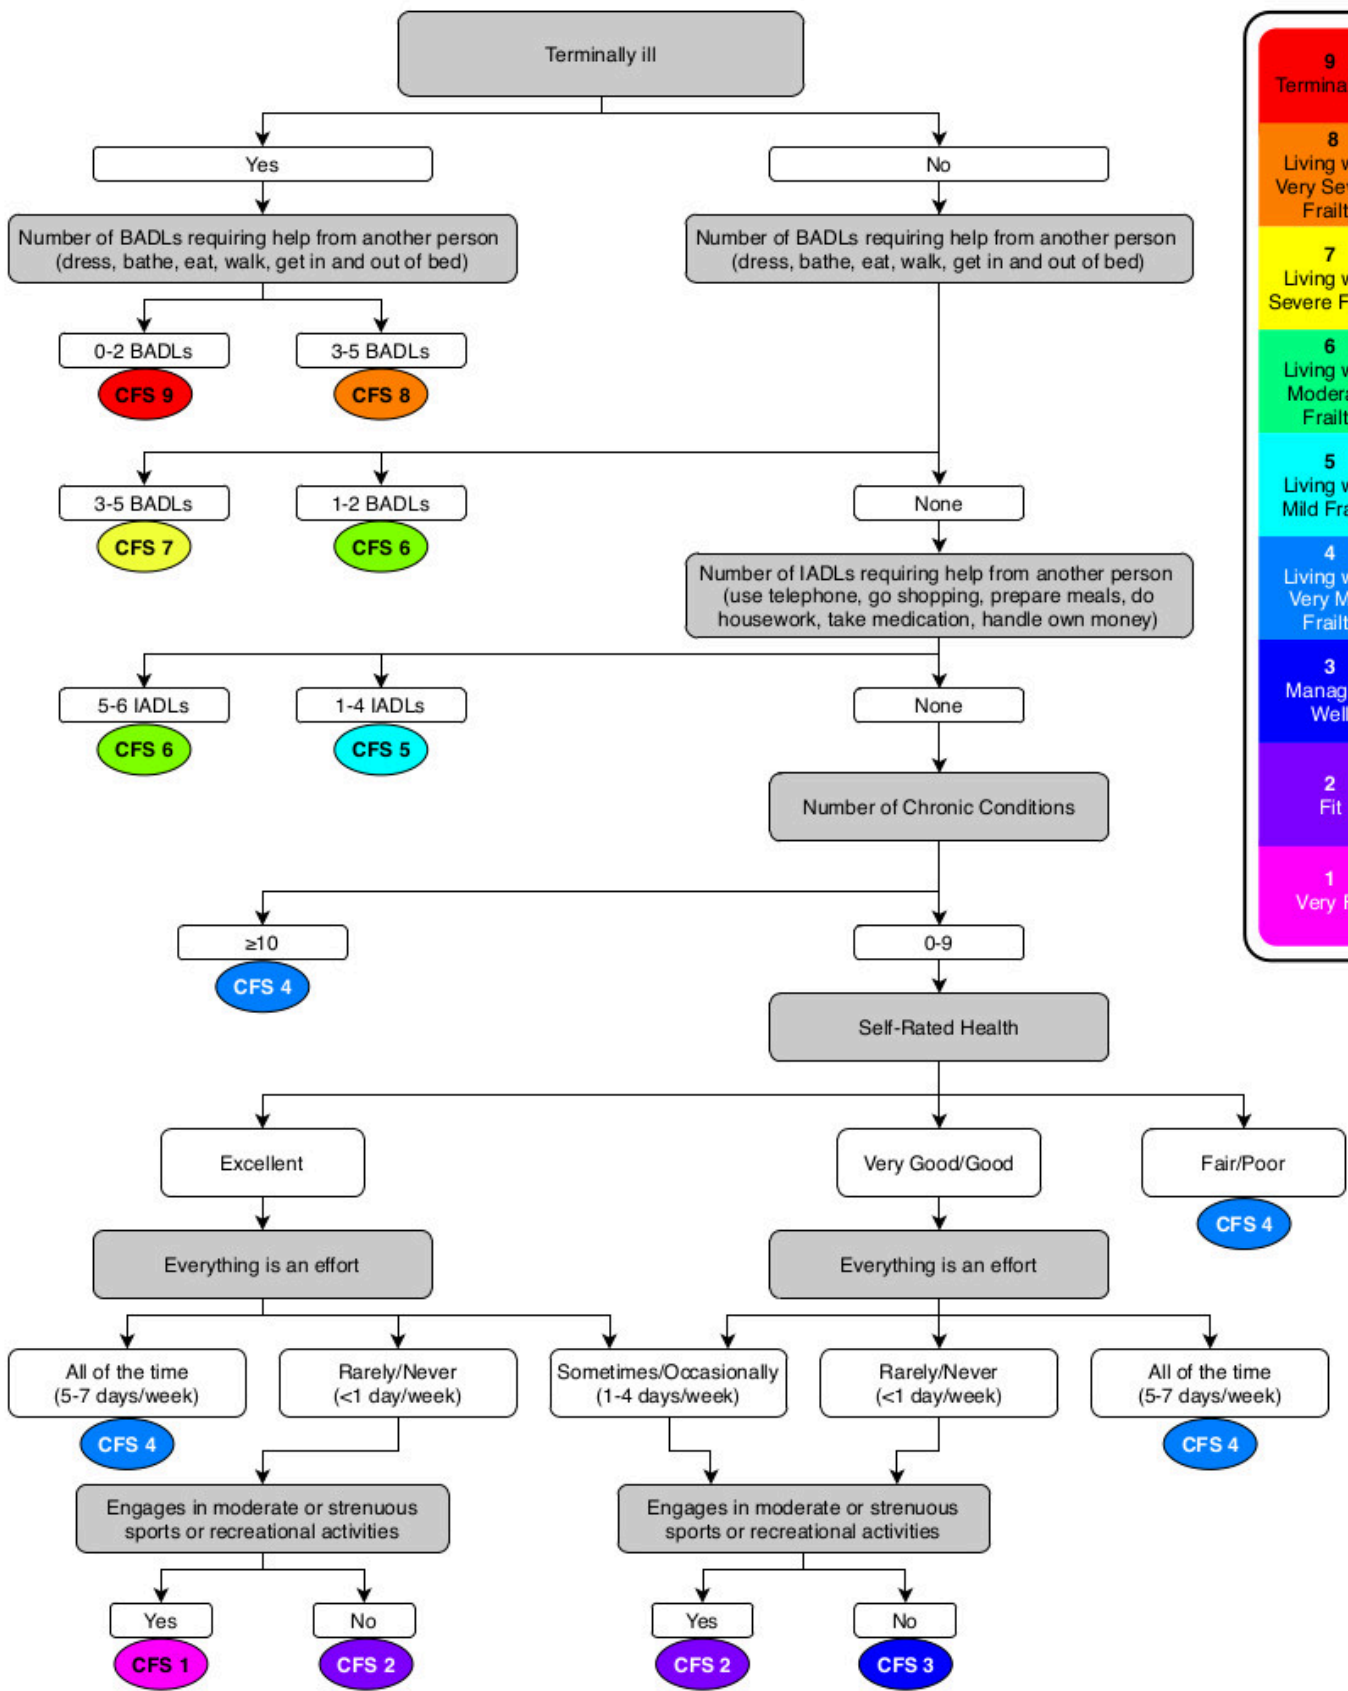 Terminally ill
Yes
No
Number of BADLs requiring help from another person
(dress, bathe, eat, walk, get in and out of bed)
Number of BADLs requiring help from another person
(dress, bathe, eat, walk, get in and out of bed)
0-2 BADLs
3-5 BADLs
CFS 9
CFS 8
3-5 BADLs
1-2 BADLs
None
CFS 7
CFS 6
Number of IADLs requiring help from another person
(use telephone, go shopping, prepare meals, do
housework, take medication, handle own money)
5-6 IADLs
1-4 IADLs
None
CFS 6
CFS 5
Number of Chronic Conditions
≥10
0-9
CFS 4
Self-Rated Health
Excellent
Very Good/Good
Fair/Poor
CFS 4
Everything is an effort
Everything is an effort
All of the time
(5-7 days/week)
Rarely/Never
(<1 day/week)
Sometimes/Occasionally
(1-4 days/week)
Rarely/Never
(<1 day/week)
All of the time
(5-7 days/week)
CFS 4
CFS 4
Engages in moderate or strenuous
sports or recreational activities
Engages in moderate or strenuous
sports or recreational activities
Yes
No
Yes
No
CFS 1
CFS 2
CFS 2
CFS 3
9
8
Living
Very
7
Living
Severe
6
Living
5
Living
Mild
4
Living
Very
3
2
Fit
1
Very